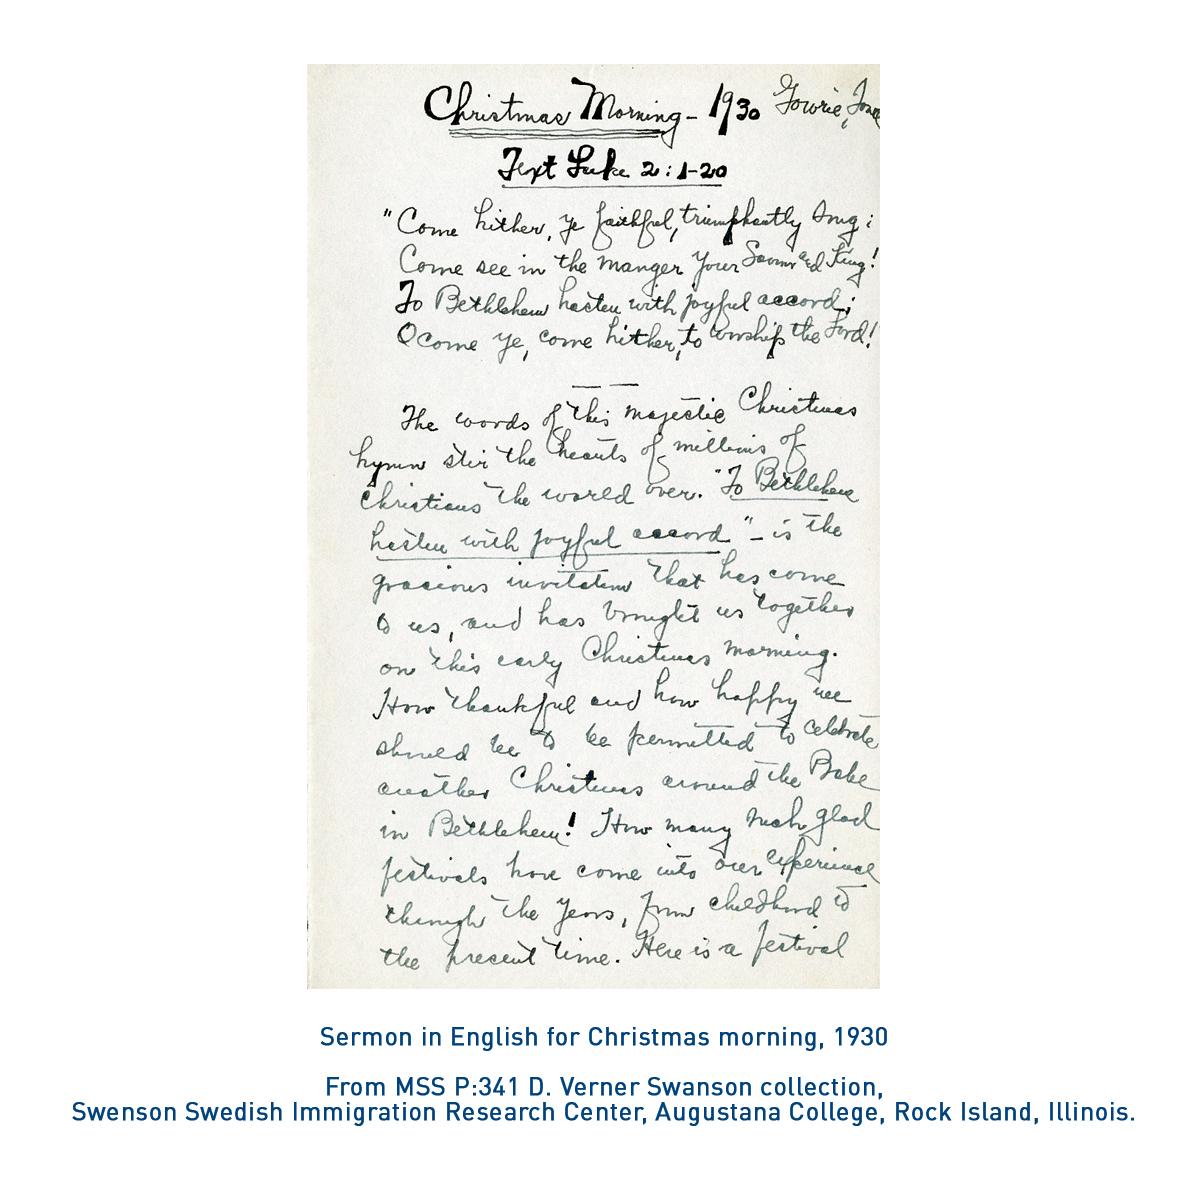 Christmas Morning - 1930 Gowrie, Iowa
Text Luke 2:1-20
"Come hither, ye faithful, triumphantly sing;
Come see in the manger your Saviour and King!
To Bethlehem hasten with joyful accord;
O come ye, come hither, to worship the Lord!
The words of this majestic Christmas
hymn stir the hearts of millions of
Christians the world over. "To Bethlehem
hasten with joyful accord" - is the
gracious invitation that has come
to us, and has brought us together
on this early Christmas morning.
How thankful and how happy we
should be to be permitted to celebrate
another Christmas around the Babe
in Bethlehem! How many such glad
festivals have come into our experience
through the years, from childhood to
the present time. Here is a festival
Sermon in English for Christmas morning, 1930
From MSS P:341 D. Verner Swanson collection,
Swenson Swedish Immigration Research Center, Augustana College, Rock Island, Illinois.